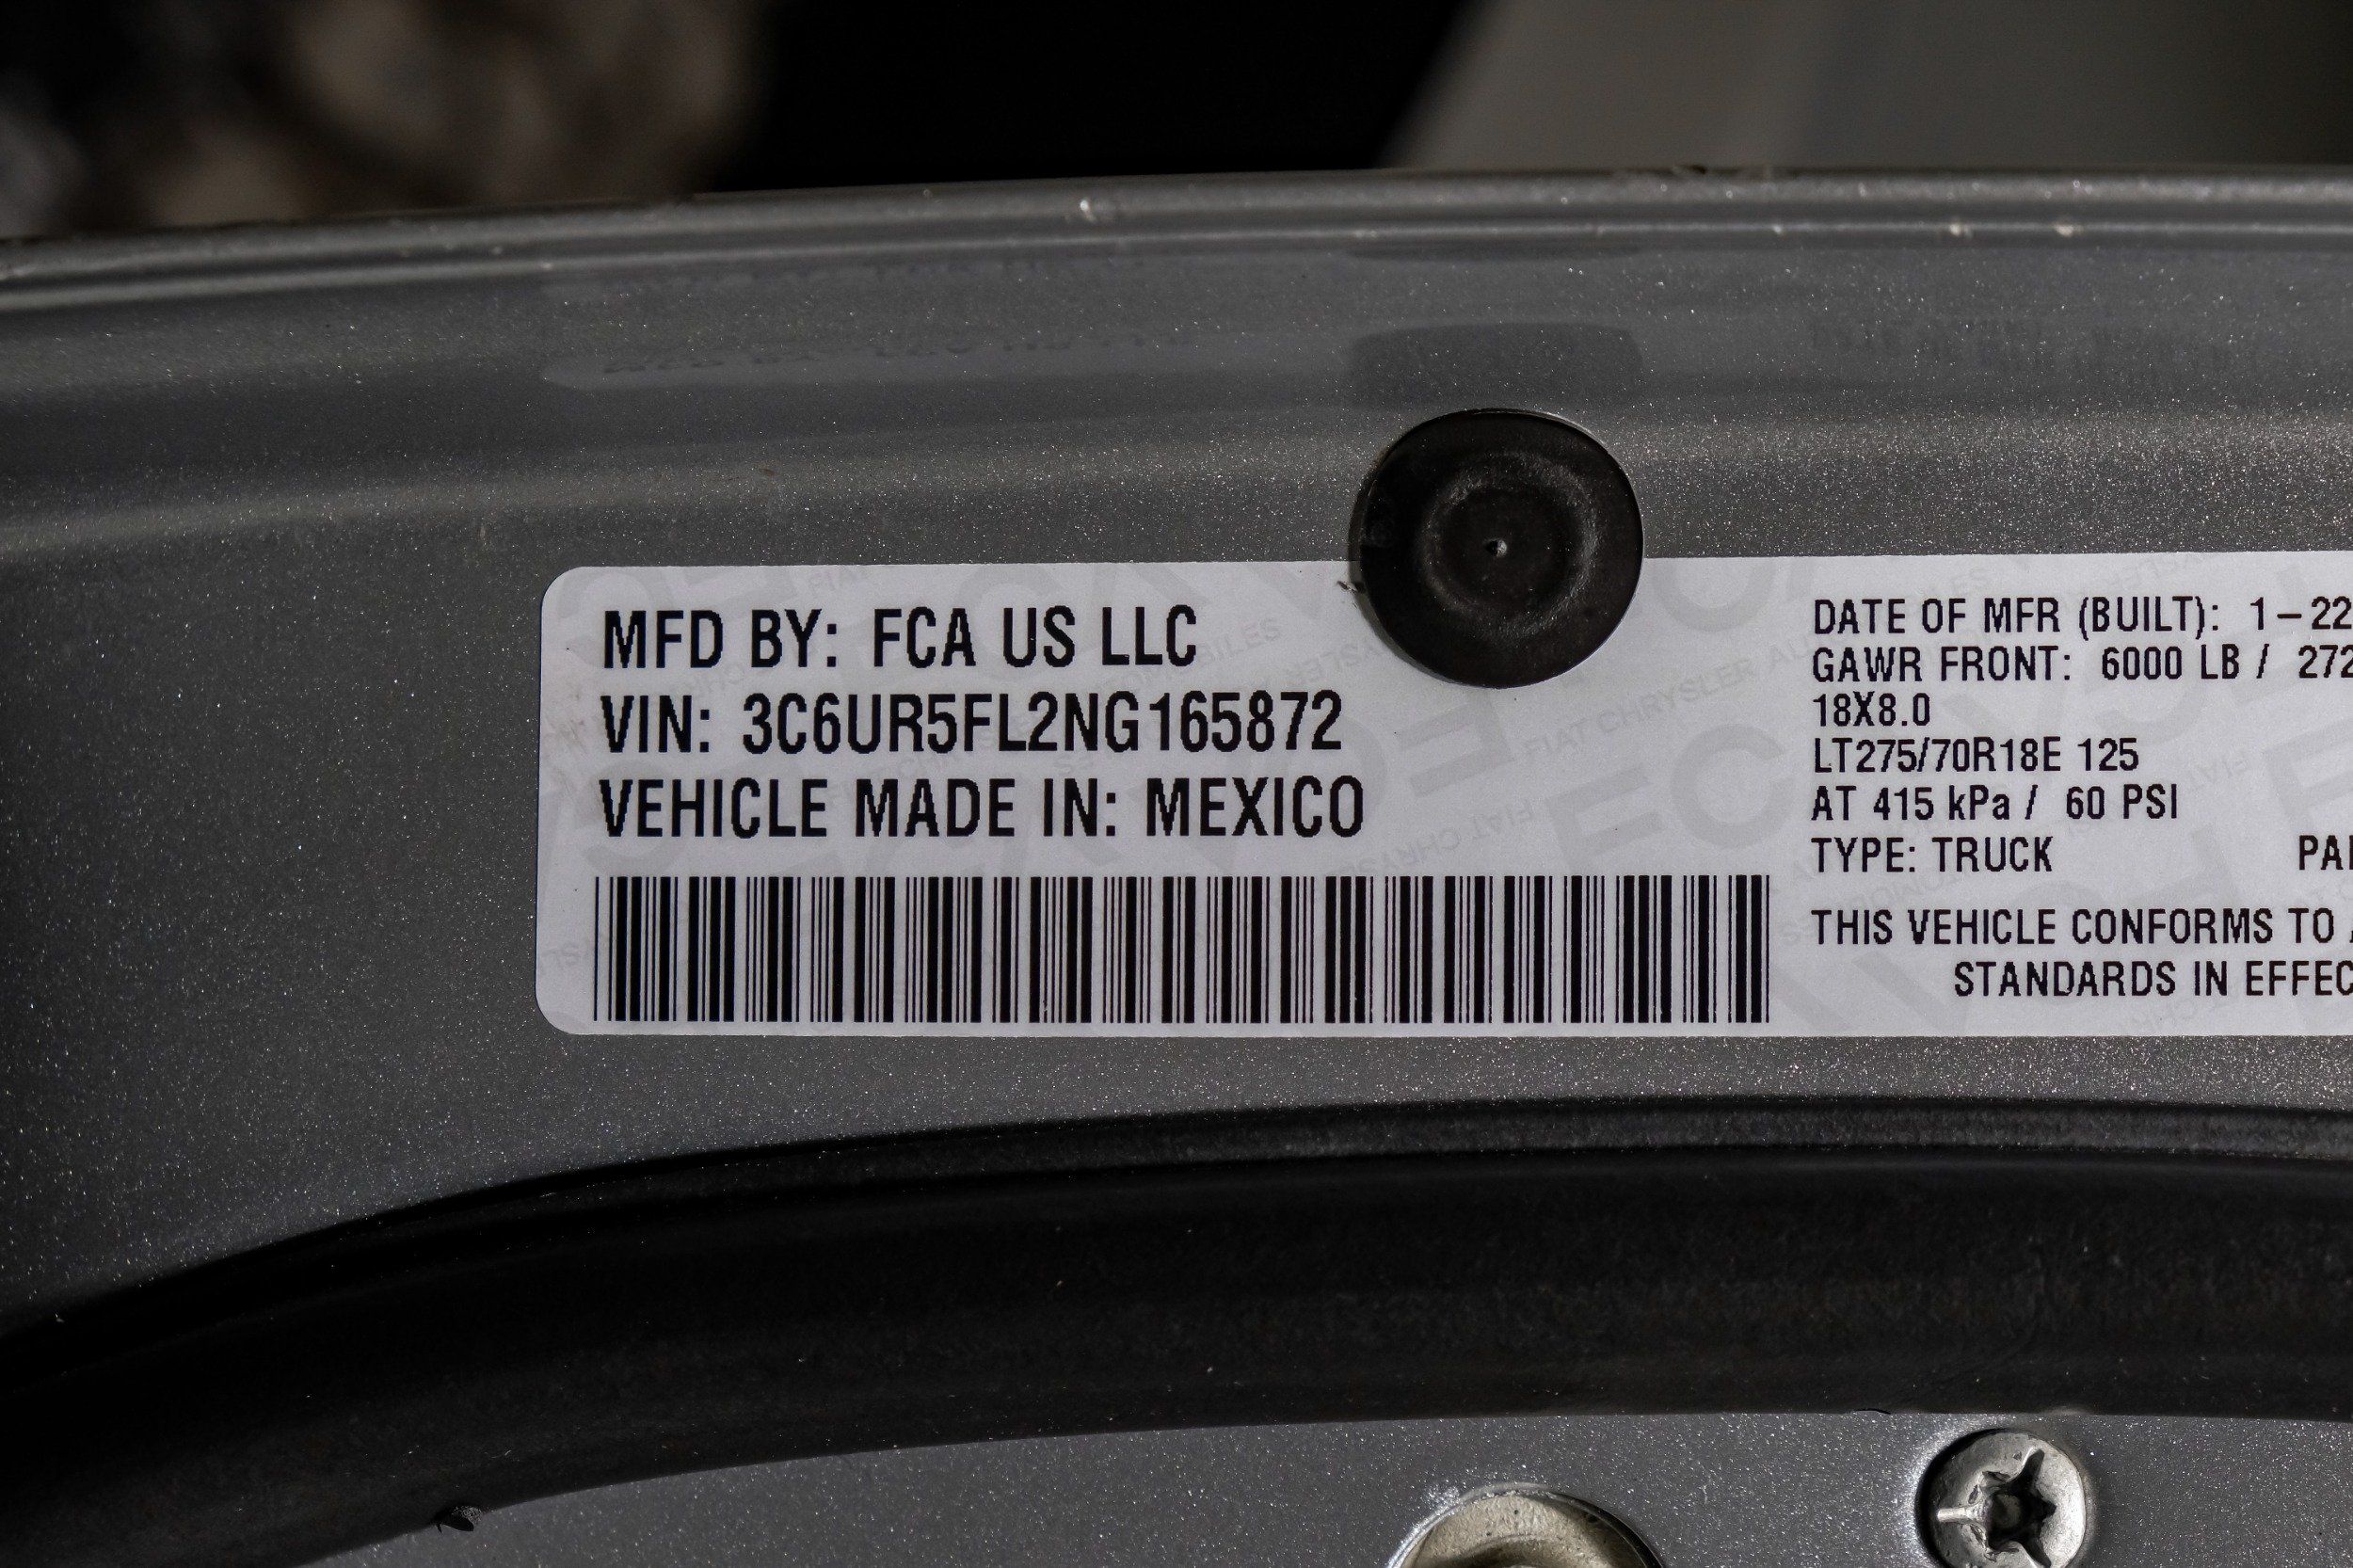 MFD BY: FCA US LLC
VIN: 3C6UR5FL2NG165872
VEHICLE MADE IN: MEXICO
DATE OF MFR (BUILT): 1-22
GAWR FRONT: 6000 LB / 272
18X8.0
LT275/70R18E 125
AT 415 kPa / 60 PSI
TYPE: TRUCK
THIS VEHICLE CONFORMS TO
STANDARDS IN EFFEC